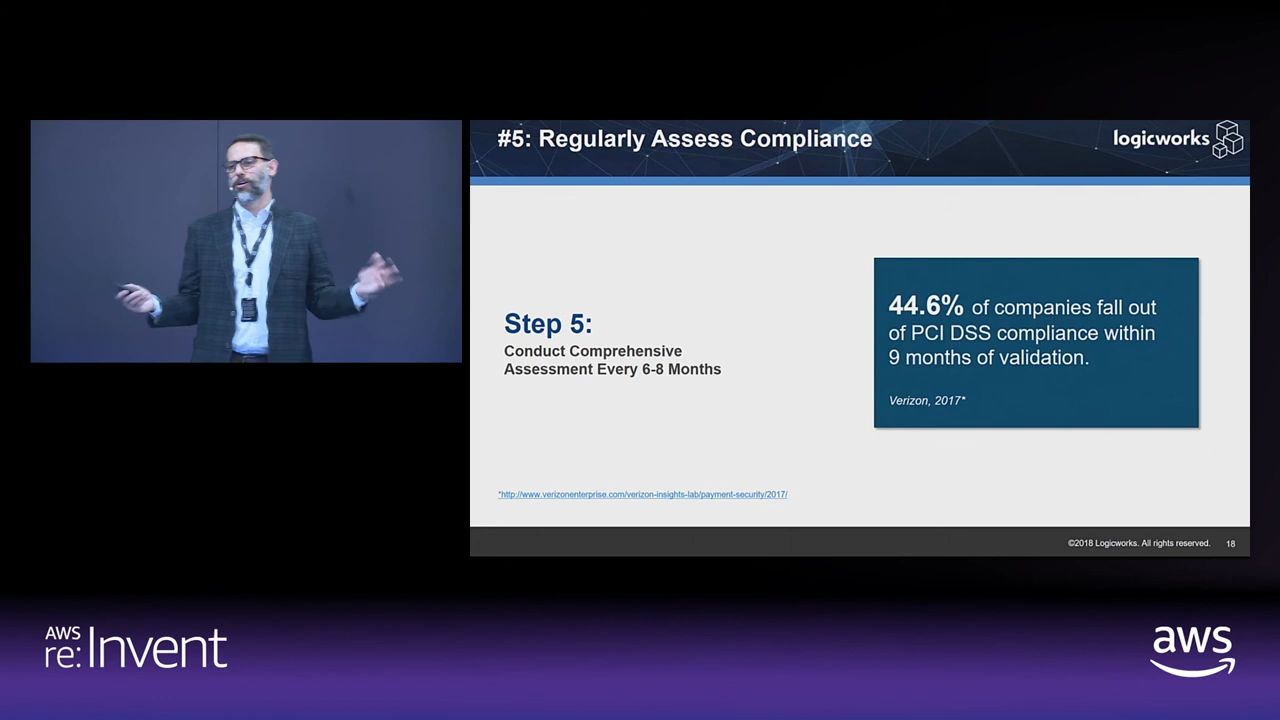 #5: Regularly Assess Compliance
logicworks
Step 5:
Conduct Comprehensive
Assessment Every 6-8 Months
44.6% of companies fall out
of PCI DSS compliance within
9 months of validation.
Verizon, 2017*
*http://www.verizonenterprise.com/verizon-insights-lab/payment-security/2017/
©2018 Logicworks. All rights reserved. 18
AWS
re:Invent
aws